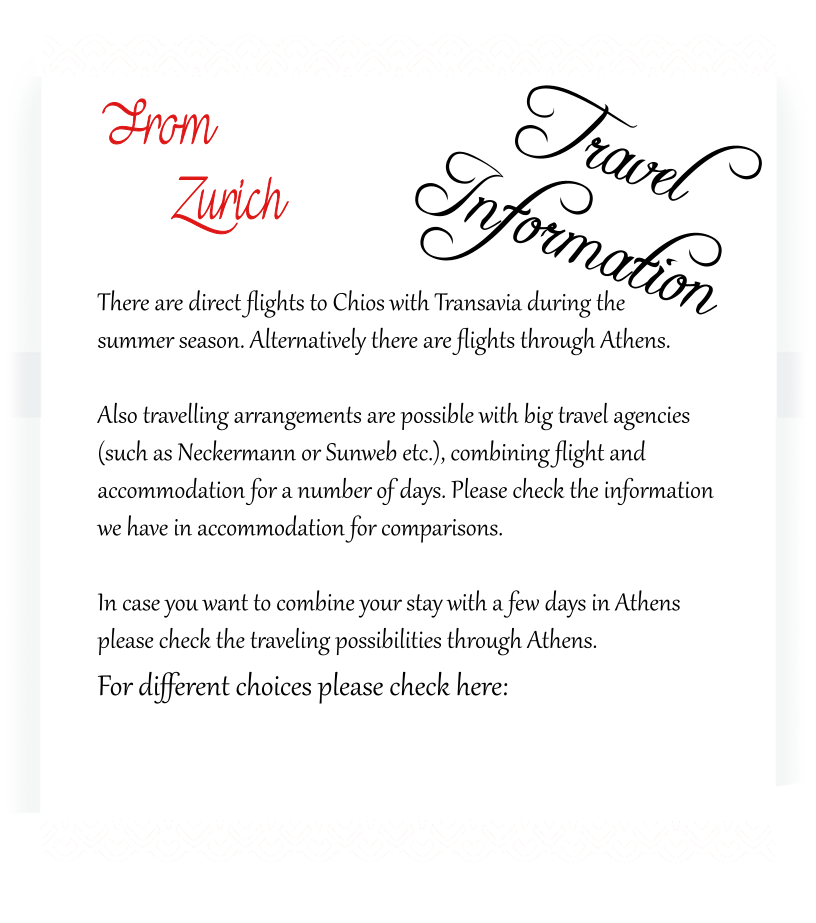 From
Zurich
Travel
Information
There are direct flights to Chios with Transavia during the
summer season. Alternatively there are flights through Athens.
Also travelling arrangements are possible with big travel agencies
(such as Neckermann or Sunweb etc.), combining flight and
accommodation for a number of days. Please check the information
we have in accommodation for comparisons.
In case you want to combine your stay with a few days in Athens
please check the traveling possibilities through Athens.
For different choices please check here: